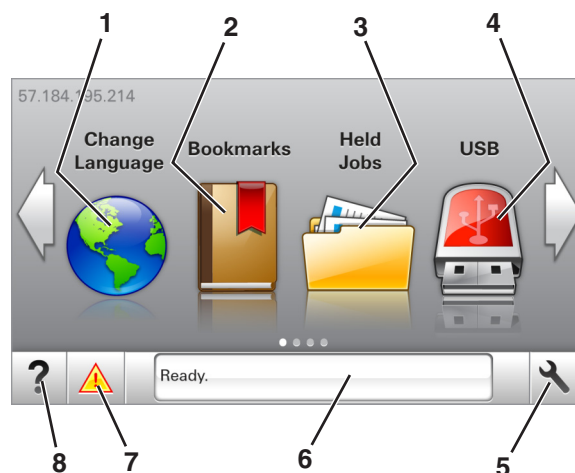 1 2 3 4
57.184.195.214
Change
Language
Bookmarks
Held
Jobs
USB
? Ready.
8 7 6 5